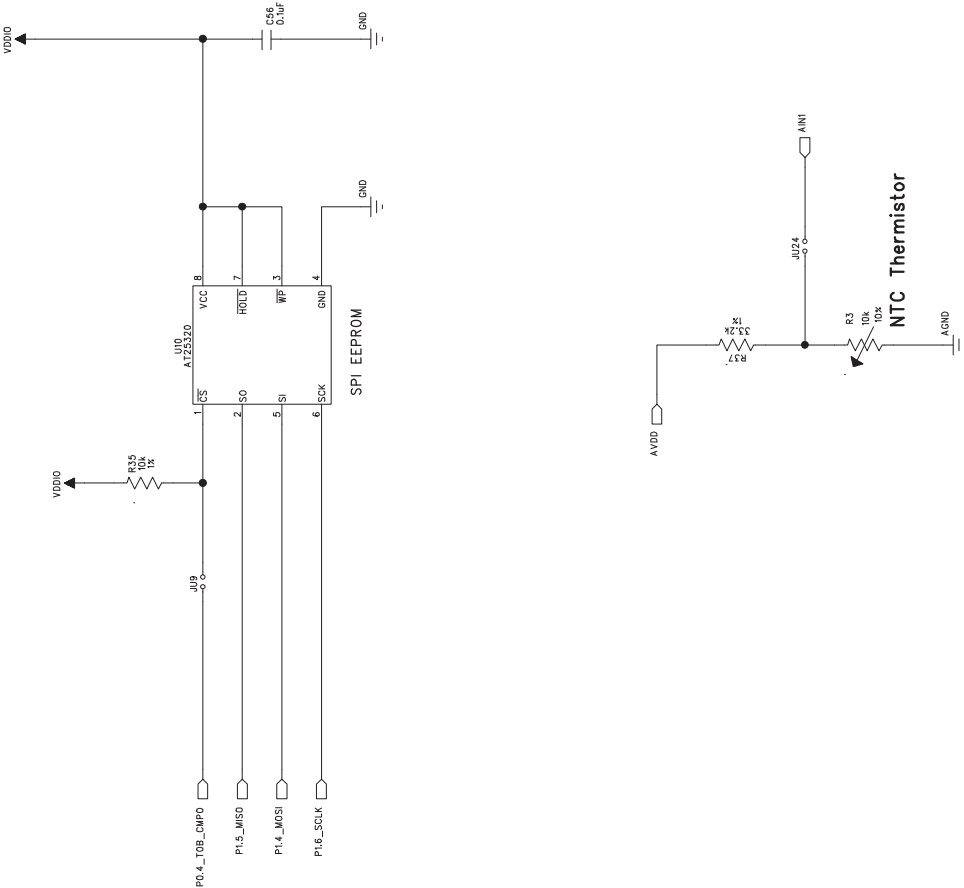 VDDIO
C56
0.1uF
GND
GND
8
7
3
4
VCC
HOLD
WP
GND
U10
AT25320
SPI EEPROM
CS
SO
SI
SCK
1
2
5
6
VDDIO
R35
10k
1%
JU9
P0.4_T0B_CMP0
P1.5_MISO
P1.4_MOSI
P1.6_SCLK
AIN1
JU24
NTC Thermistor
R3
10k
10%
R37
33.2k
1%
AGND
AVDD